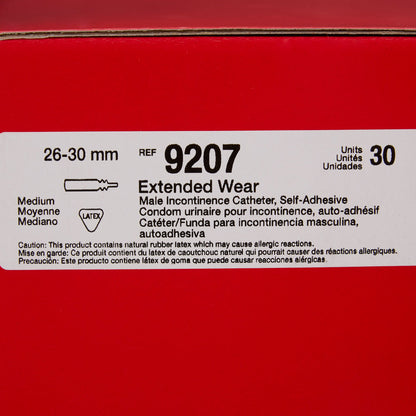 26-30 mm REF 9207 Units Unités Unidades 30
Medium
Moyenne
Mediano
LATEX
Extended Wear
Male Incontinence Catheter, Self-Adhesive
Condom urinaire pour incontinence, auto-adhésif
Catéter/Funda para incontinencia masculina,
autoadhesiva
Caution: This product contains natural rubber latex which may cause allergic reactions.
Mise en garde: Ce produit contient du latex de caoutchouc naturel qui pourrait causer des réactions allergiques.
Precaución: Este producto contiene látex de goma que puede causar reacciones alérgicas.